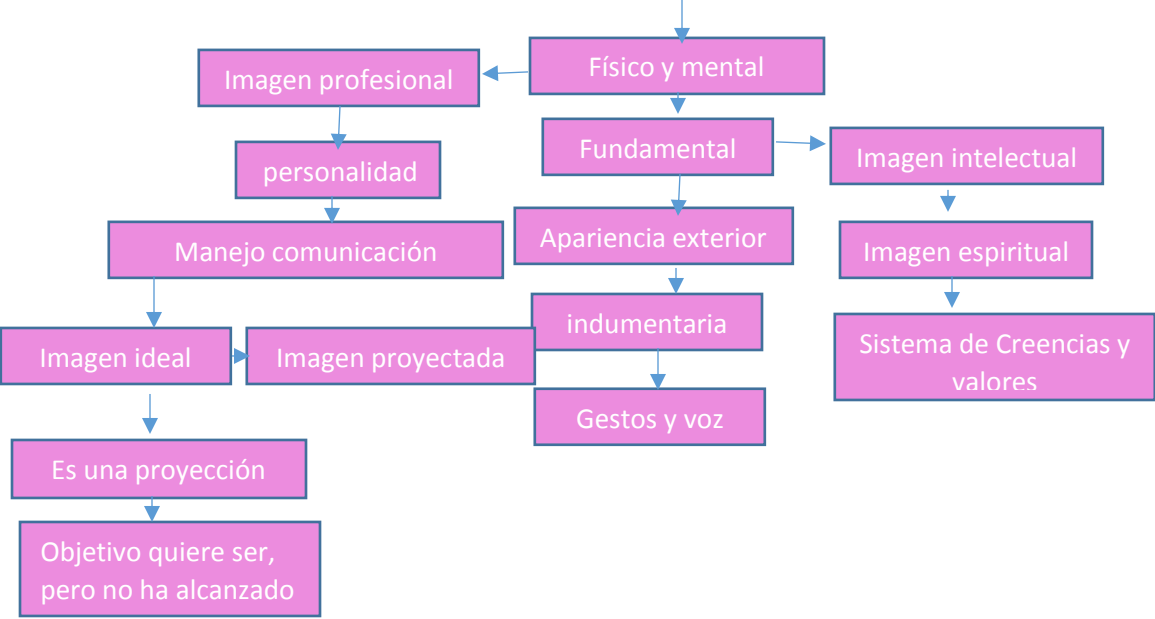 Físico y mental
Imagen profesional
Fundamental
Imagen intelectual
personalidad
Apariencia exterior
Manejo comunicación
Imagen espiritual
indumentaria
Imagen ideal
Imagen proyectada
Sistema de Creencias y
valores
Gestos y voz
Es una proyección
Objetivo quiere ser,
pero no ha alcanzado